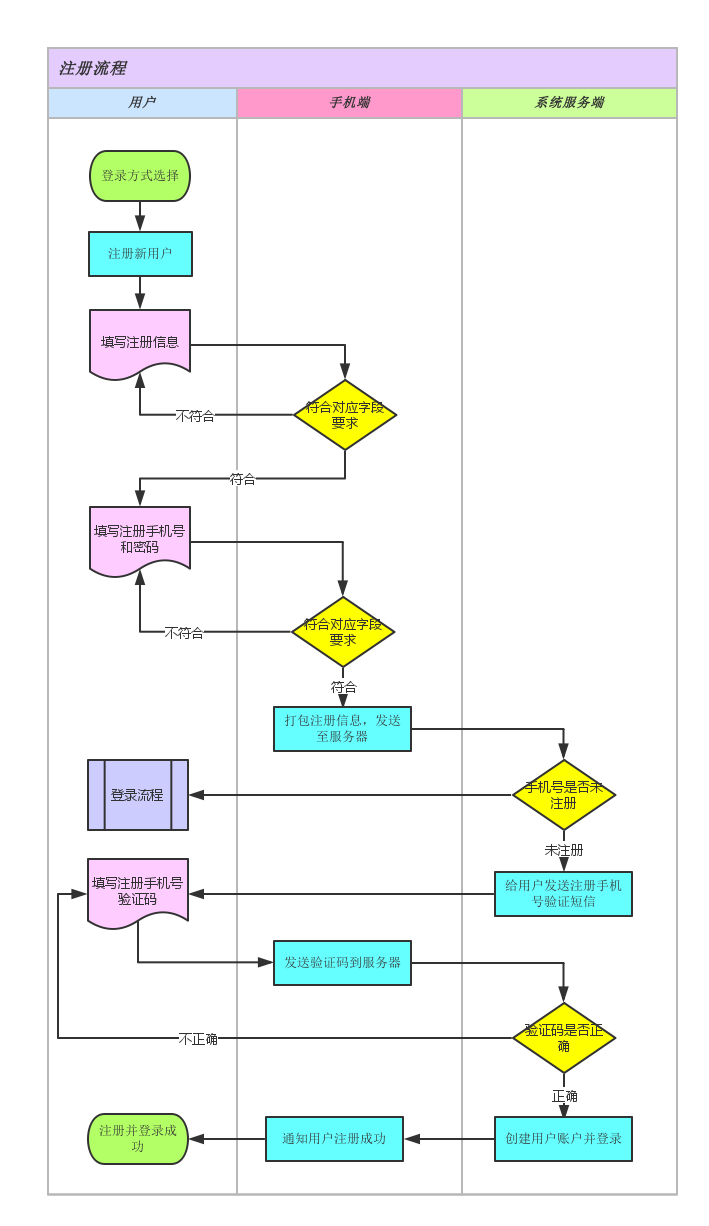 注册流程
用户
手机端
系统服务端
登录方式选择
注册新用户
填写注册信息
符合对应字段
要求
不符合
符合
填写注册手机号
和密码
符合对应字段
要求
不符合
符合
打包注册信息，发送
至服务器
手机号是否未
注册
登录流程
未注册
填写注册手机号
验证码
给用户发送注册手机
号验证短信
发送验证码到服务器
验证码是否正
确
不正确
正确
注册并登录成
功
通知用户注册成功
创建用户账户并登录